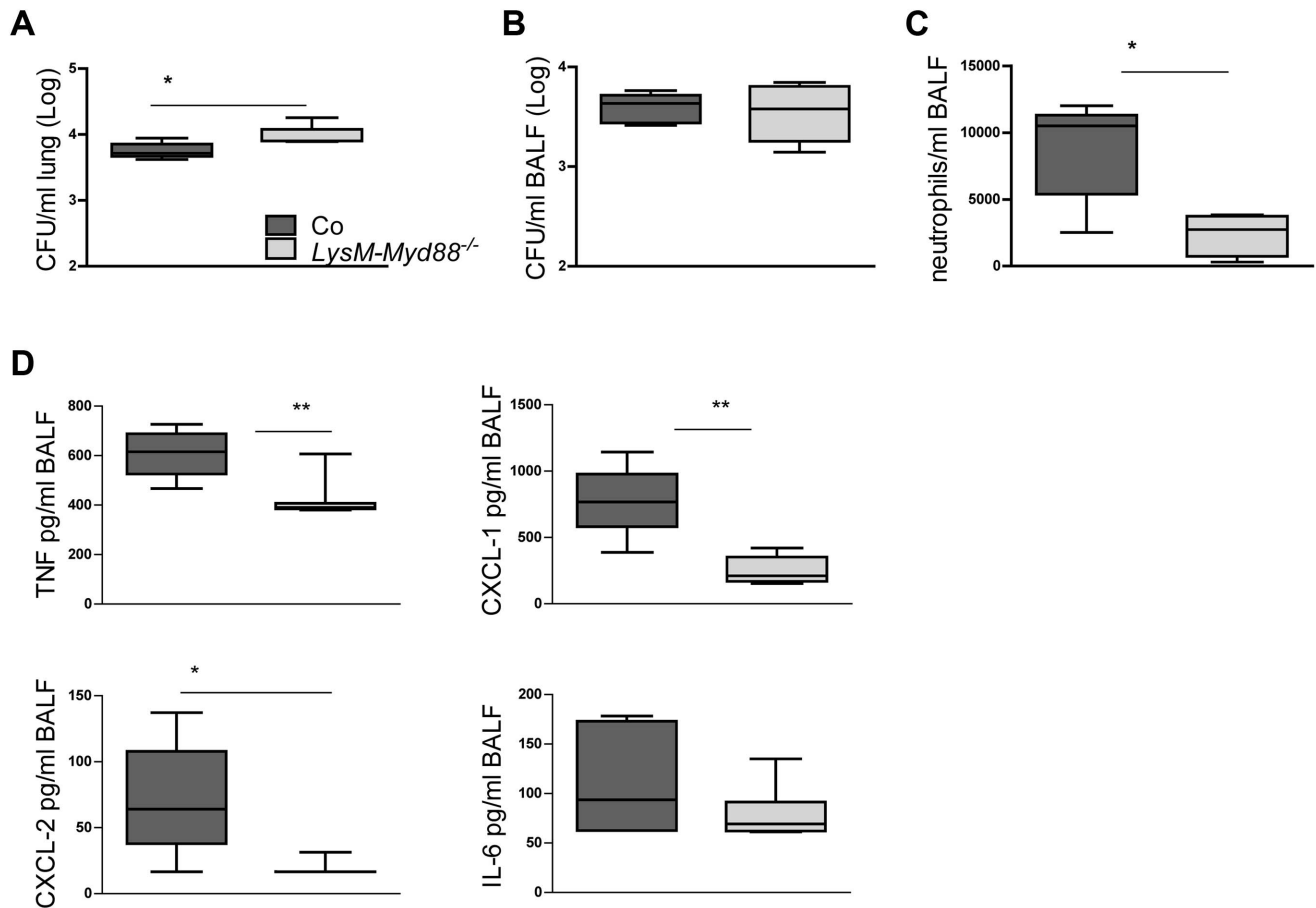 A
CFU/ml lung (Log)
5
4
3
2
*
Co
LysM-Myd88-/-
B
CFU/ml BALF (Log)
4
3
2
C
neutrophils/ml BALF
15000
10000
5000
0
*
D
TNF pg/ml BALF
800
600
400
200
0
**
CXCL-1 pg/ml BALF
1500
1000
500
0
**
CXCL-2 pg/ml BALF
150
100
50
0
*
IL-6 pg/ml BALF
200
150
100
50
0